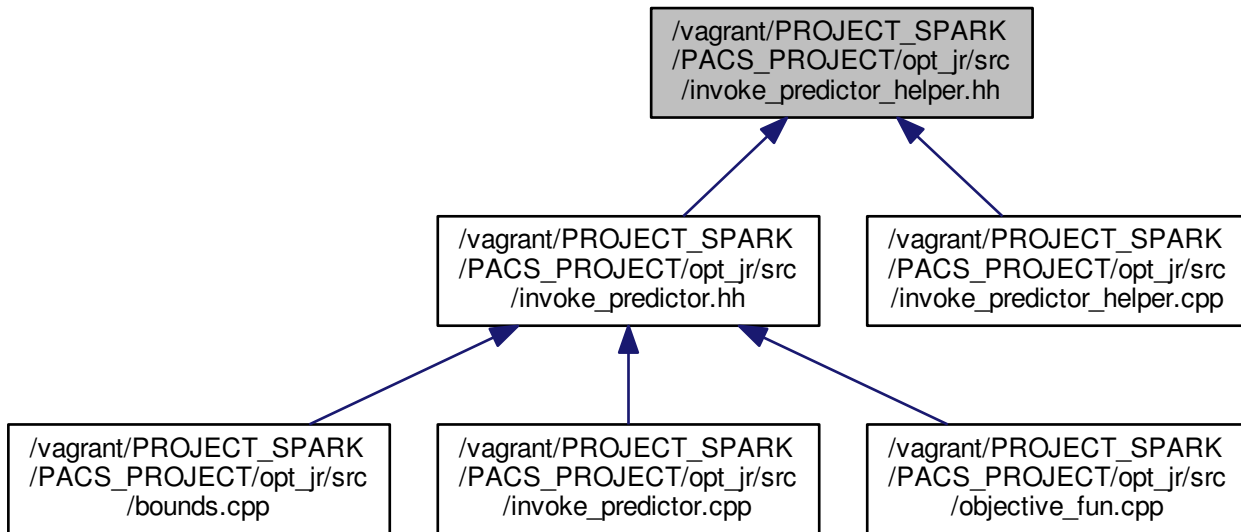 /vagrant/PROJECT_SPARK
/PACS_PROJECT/opt_jr/src
/invoke_predictor_helper.hh
/vagrant/PROJECT_SPARK
/PACS_PROJECT/opt_jr/src
/invoke_predictor.hh
/vagrant/PROJECT_SPARK
/PACS_PROJECT/opt_jr/src
/invoke_predictor_helper.cpp
/vagrant/PROJECT_SPARK
/PACS_PROJECT/opt_jr/src
/bounds.cpp
/vagrant/PROJECT_SPARK
/PACS_PROJECT/opt_jr/src
/invoke_predictor.cpp
/vagrant/PROJECT_SPARK
/PACS_PROJECT/opt_jr/src
/objective_fun.cpp